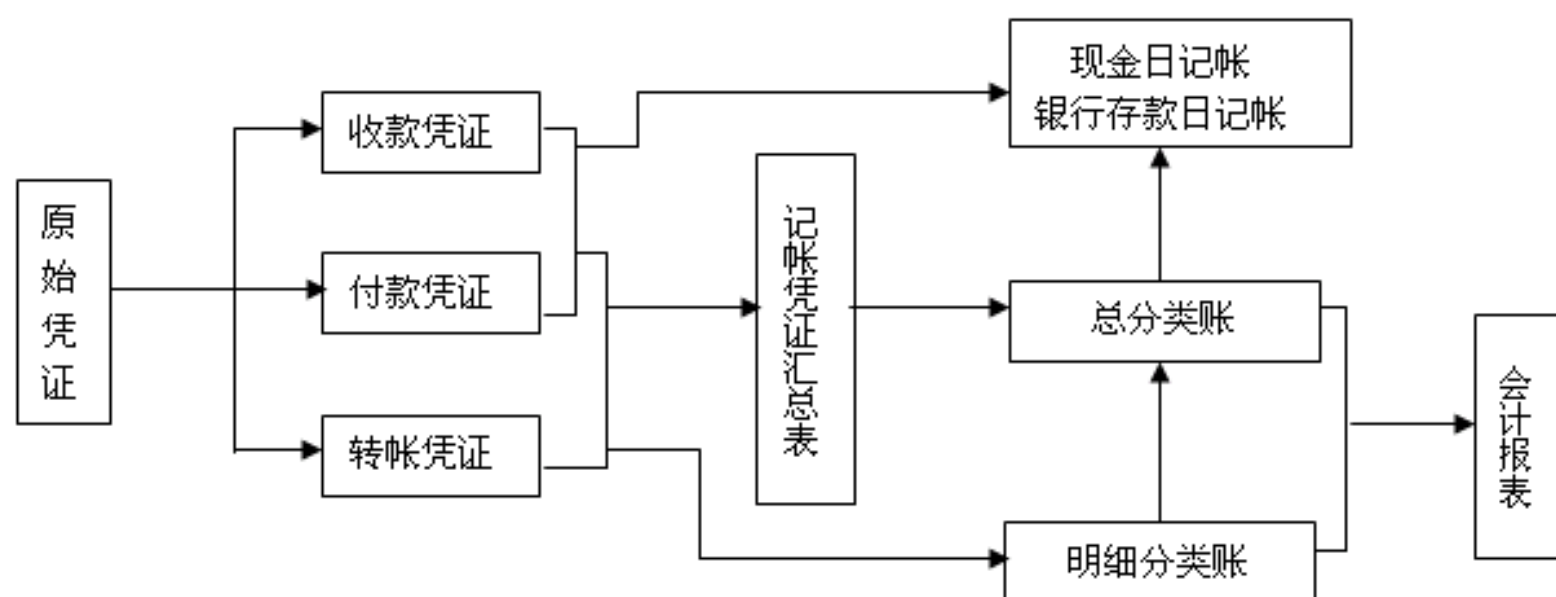 原始凭证
收款凭证
付款凭证
转帐凭证
记帐凭证汇总表
现金日记帐
银行存款日记帐
总分类账
明细分类账
会计报表